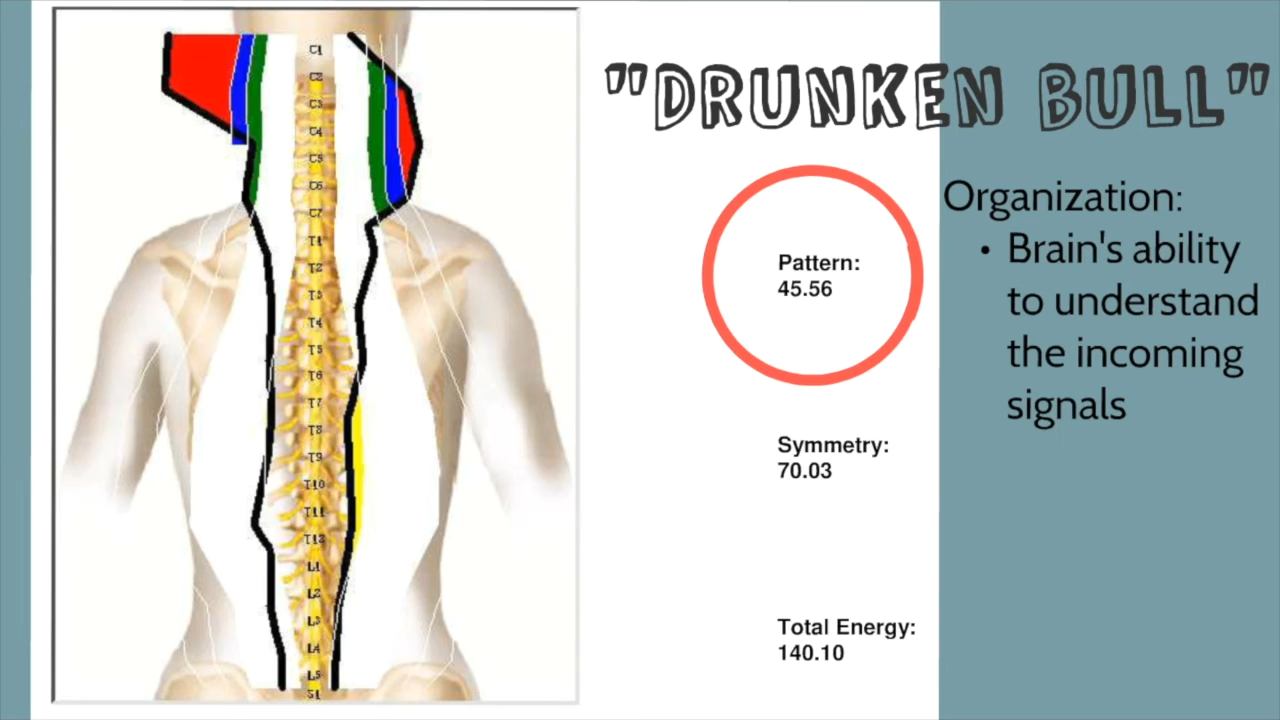 "DRUNKEN BULL"
C1
C2
C3
C4
C5
C6
C7
T1
T2
T3
T4
T5
T6
T7
T8
T9
T10
T11
T12
L1
L2
L3
L4
L5
S1
Pattern:
45.56
Symmetry:
70.03
Total Energy:
140.10
Organization:
• Brain's ability
to understand
the incoming
signals